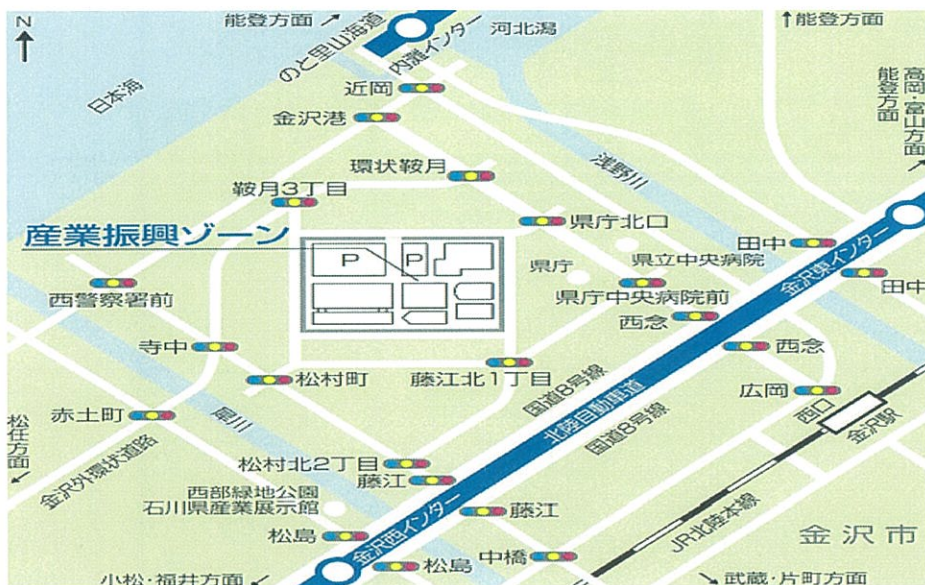 N
能登方面
のと里山海道
内灘インター
河北潟
能登方面
高岡・富山方面
能登方面
日本海
近岡
金沢港
浅野川
環状鞍月
鞍月3丁目
県庁北口
産業振興ゾーン
田中
県立中央病院
県庁
P
P
金沢東インター
田中
西警察署前
県庁中央病院前
西念
寺中
西念
松村町
藤江北1丁目
国道8号線
広岡
西口
金沢駅
赤土町
犀川
北陸自動車道
国道8号線
松任方面
金沢外環状道路
松村北2丁目
藤江
西部緑地公園
石川県産業展示館
藤江
松島
金沢西インター
JR北陸本線
金沢市
中橋
松島
小松・福井方面
武蔵・片町方面